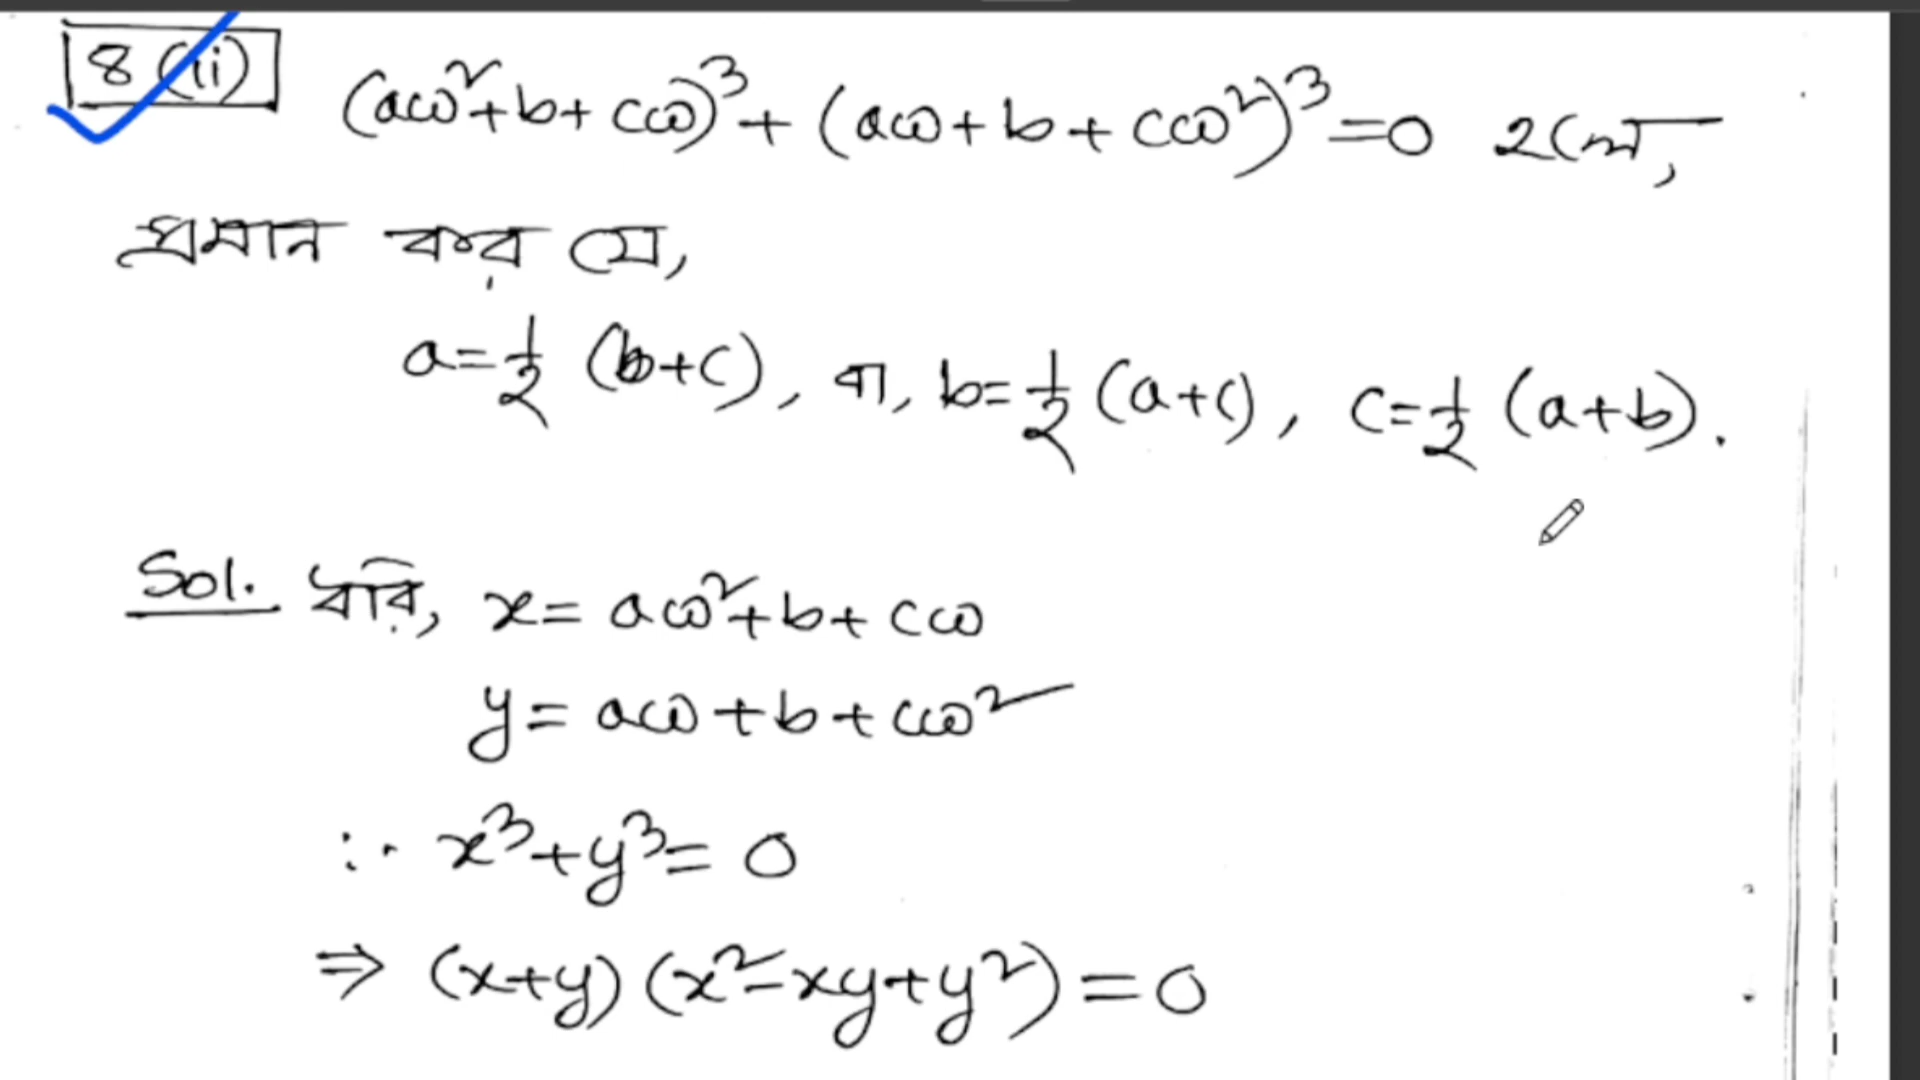 8 (ii) (aω²+b+cω)³+(aω+b+cω²)³=0 হলে,
প্রমান কর যে,
a=½ (b+c), বা, b=½ (a+c), c=½ (a+b).
Sol. ধরি, x= aω²+b+cω
y= aω+b+cω²
∴ x³+y³= 0
⇒ (x+y) (x²-xy+y²)=0